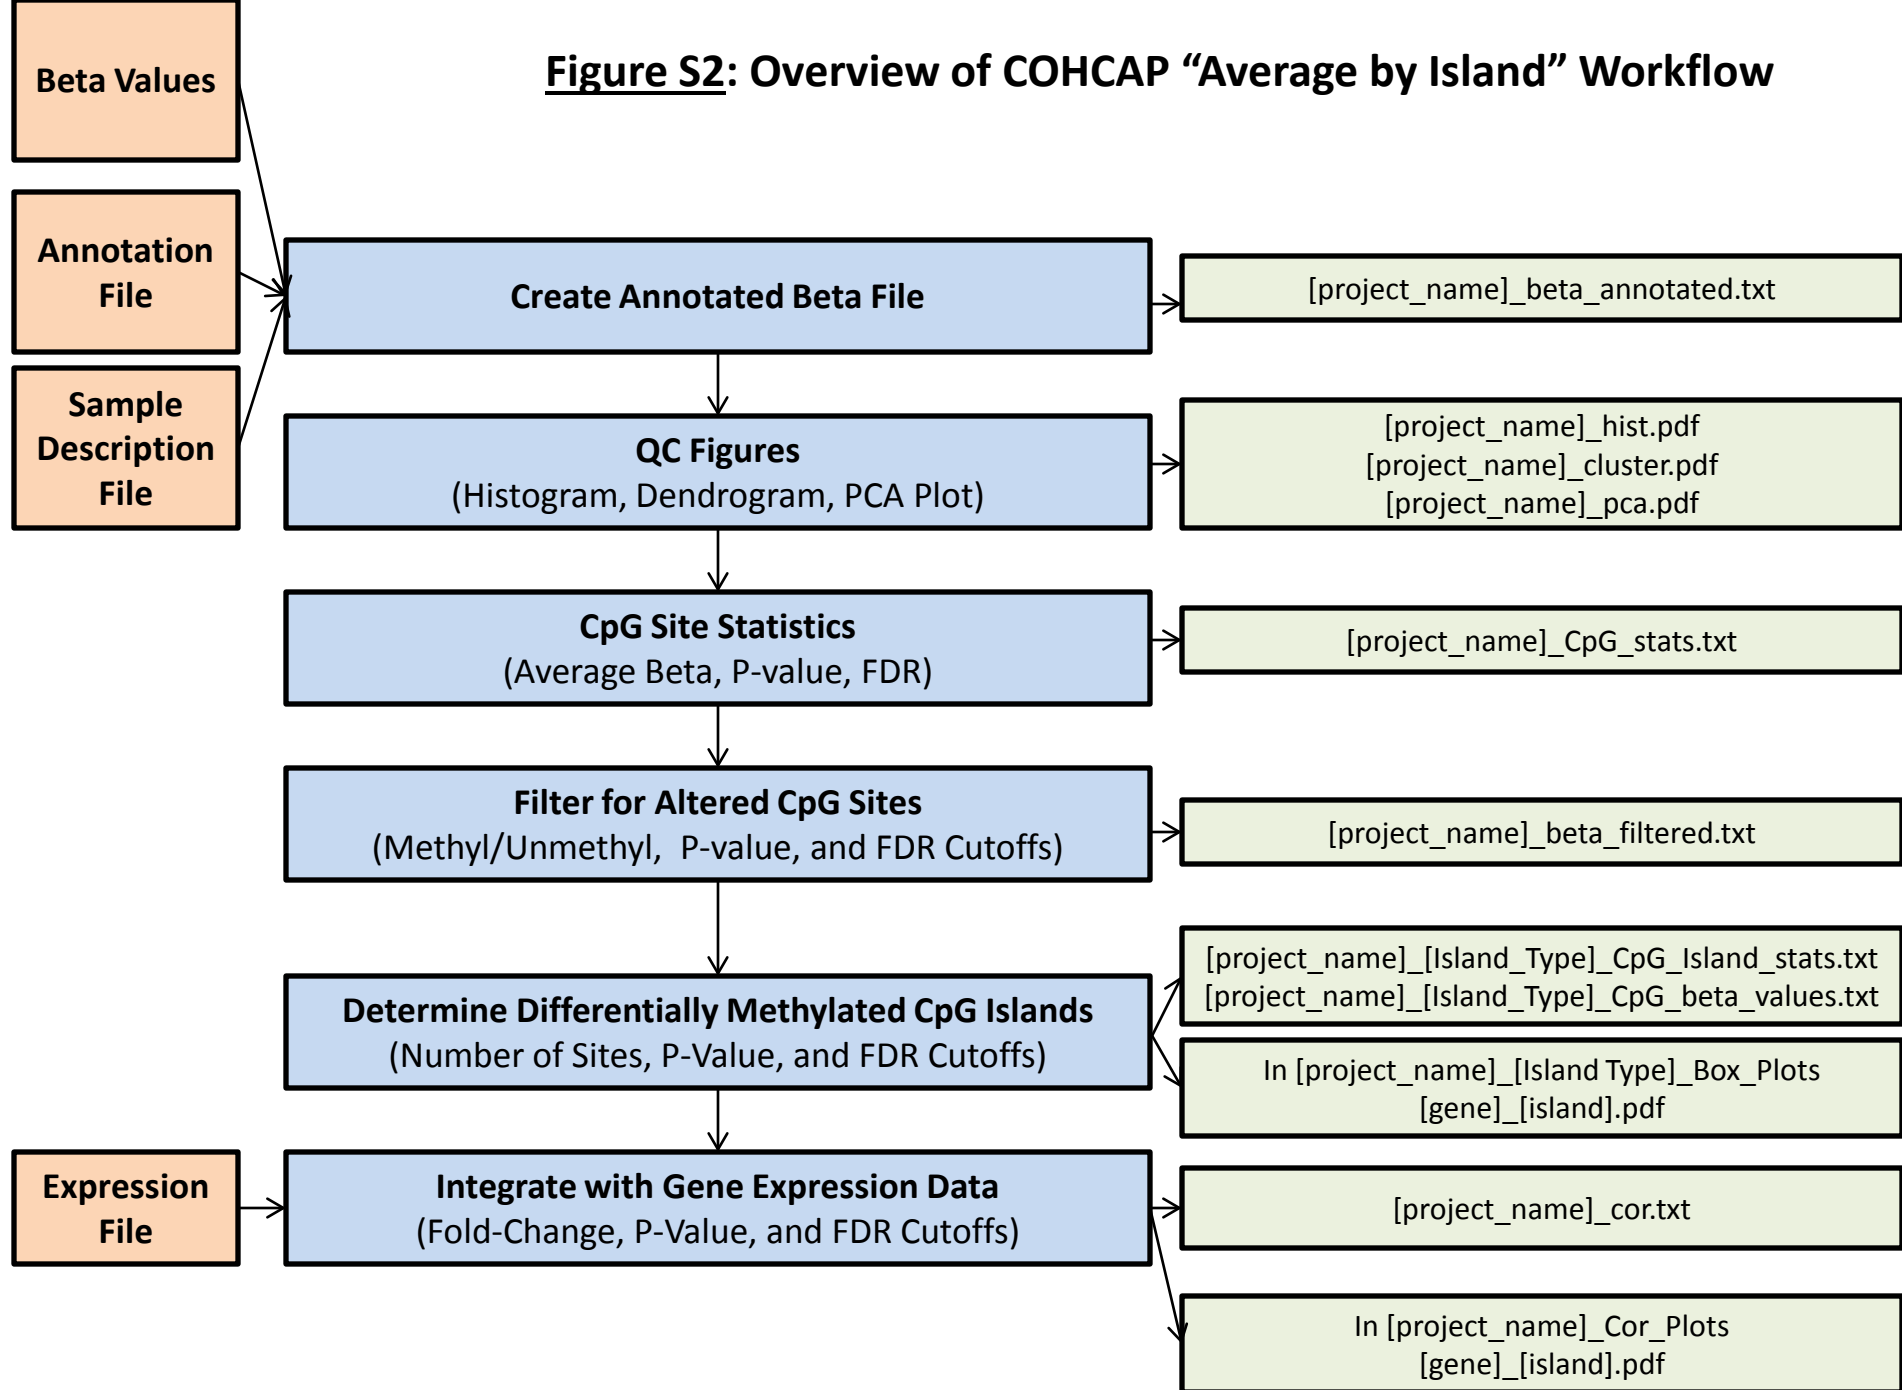 Figure S2: Overview of COHCAP “Average by Island” Workflow
Beta Values
Annotation
File
Sample
Description
File
Create Annotated Beta File
[project_name]_beta_annotated.txt
QC Figures
(Histogram, Dendrogram, PCA Plot)
[project_name]_hist.pdf
[project_name]_cluster.pdf
[project_name]_pca.pdf
CpG Site Statistics
(Average Beta, P-value, FDR)
[project_name]_CpG_stats.txt
Filter for Altered CpG Sites
(Methyl/Unmethyl,  P-value, and FDR Cutoffs)
[project_name]_beta_filtered.txt
Determine Differentially Methylated CpG Islands
(Number of Sites, P-Value, and FDR Cutoffs)
[project_name]_[Island_Type]_CpG_Island_stats.txt
[project_name]_[Island_Type]_CpG_beta_values.txt
In [project_name]_[Island Type]_Box_Plots
[gene]_[island].pdf
Expression
File
Integrate with Gene Expression Data
(Fold-Change, P-Value, and FDR Cutoffs)
[project_name]_cor.txt
In [project_name]_Cor_Plots
[gene]_[island].pdf